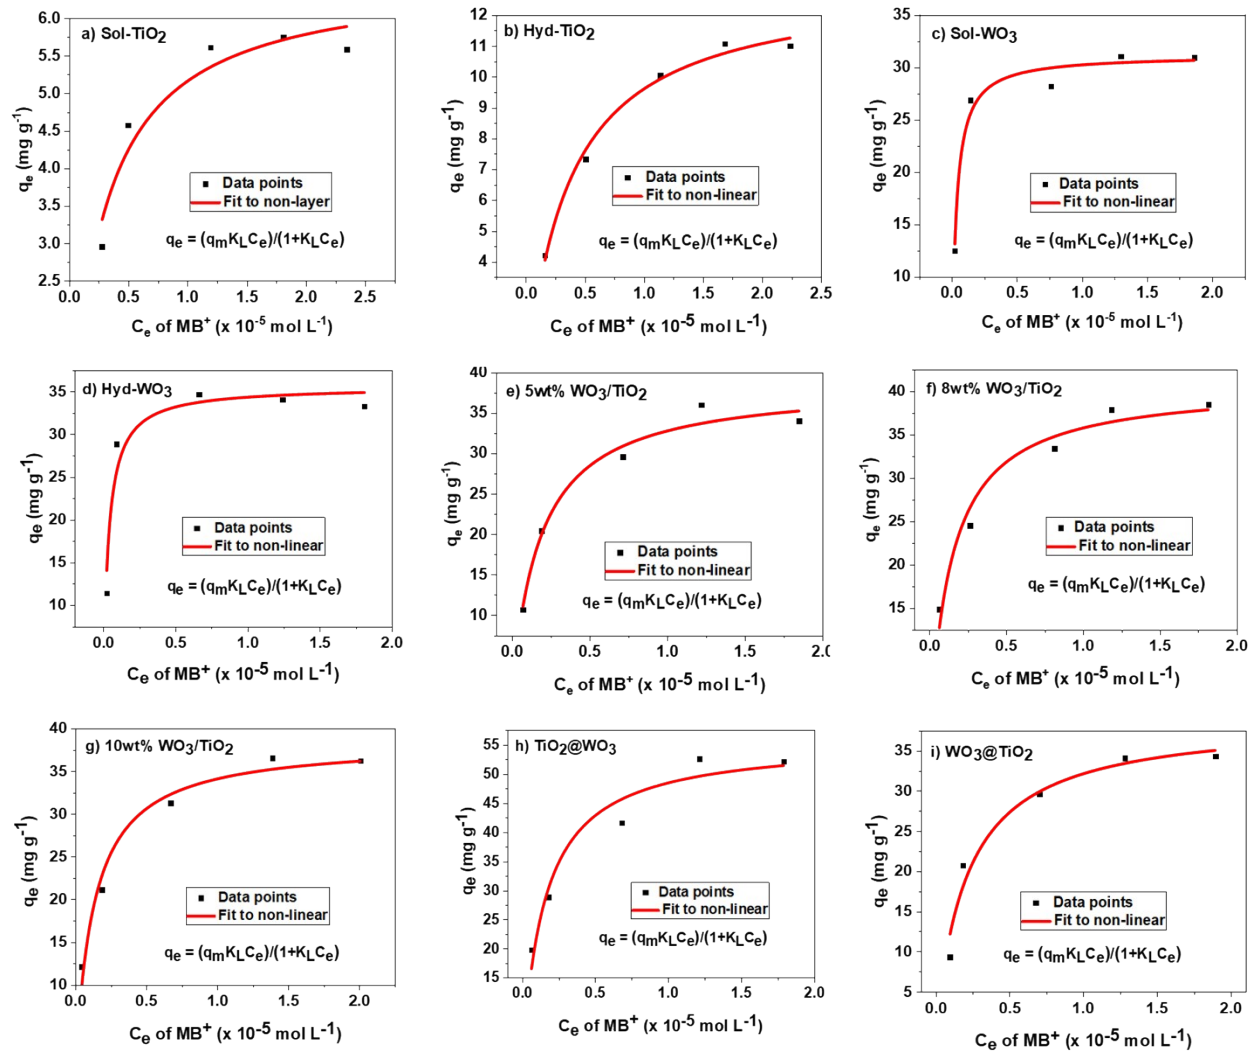 a) Sol-TiO2
6.0
5.5
5.0
4.5
4.0
3.5
3.0
2.5
qe (mg g-1)
Data points
Fit to non-layer
qe = (qmKLCe)/(1+KLCe)
0.0 0.5 1.0 1.5 2.0 2.5
Ce of MB+ (x 10-5 mol L-1)
b) Hyd-TiO2
12
11
10
9
8
7
6
5
4
qe (mg g-1)
Data points
Fit to non-linear
qe = (qmKLCe)/(1+KLCe)
0.0 0.5 1.0 1.5 2.0 2.5
Ce of MB+ (x 10-5 mol L-1)
c) Sol-WO3
35
30
25
20
15
10
qe (mg g-1)
Data points
Fit to non-linear
qe = (qmKLCe)/(1+KLCe)
0.0 0.5 1.0 1.5 2.0
Ce of MB+ (x 10-5 mol L-1)
d) Hyd-WO3
35
30
25
20
15
10
qe (mg g-1)
Data points
Fit to non-linear
qe = (qmKLCe)/(1+KLCe)
0.0 0.5 1.0 1.5 2.0
Ce of MB+ (x 10-5 mol L-1)
e) 5wt% WO3/TiO2
40
35
30
25
20
15
10
qe (mg g-1)
Data points
Fit to non-linear
qe = (qmKLCe)/(1+KLCe)
0.0 0.5 1.0 1.5 2.0
Ce of MB+ (x 10-5 mol L-1)
f) 8wt% WO3/TiO2
40
35
30
25
20
15
qe (mg g-1)
Data points
Fit to non-linear
qe = (qmKLCe)/(1+KLCe)
0.0 0.5 1.0 1.5 2.0
Ce of MB+ (x 10-5 mol L-1)
g) 10wt% WO3/TiO2
40
35
30
25
20
15
10
qe (mg g-1)
Data points
Fit to non-linear
qe = (qmKLCe)/(1+KLCe)
0.0 0.5 1.0 1.5 2.0
Ce of MB+ (x 10-5 mol L-1)
h) TiO2@WO3
55
50
45
40
35
30
25
20
15
qe (mg g-1)
Data points
Fit to non-linear
qe = (qmKLCe)/(1+KLCe)
0.0 0.5 1.0 1.5 2.0
Ce of MB+ (x 10-5 mol L-1)
i) WO3@TiO2
35
30
25
20
15
10
5
qe (mg g-1)
Data points
Fit to non-linear
qe = (qmKLCe)/(1+KLCe)
0.0 0.5 1.0 1.5 2.0
Ce of MB+ (x 10-5 mol L-1)